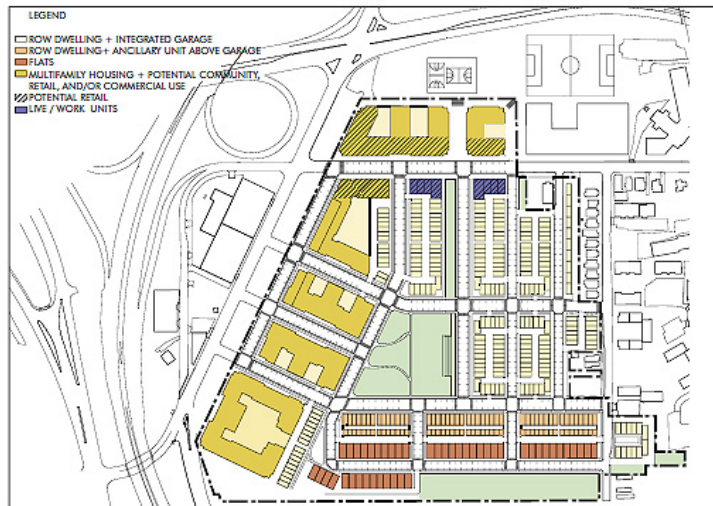 LEGEND
ROW DWELLING + INTEGRATED GARAGE
ROW DWELLING+ ANCILLARY UNIT ABOVE GARAGE
FLATS
MULTIFAMILY HOUSING + POTENTIAL COMMUNITY,
RETAIL, AND/OR COMMERCIAL USE
POTENTIAL RETAIL
LIVE / WORK UNITS